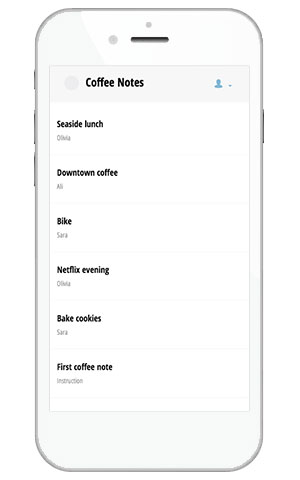 Coffee Notes
Seaside lunch
Olivia
Downtown coffee
Ali
Bike
Sara
Netflix evening
Olivia
Bake cookies
Sara
First coffee note
Instruction